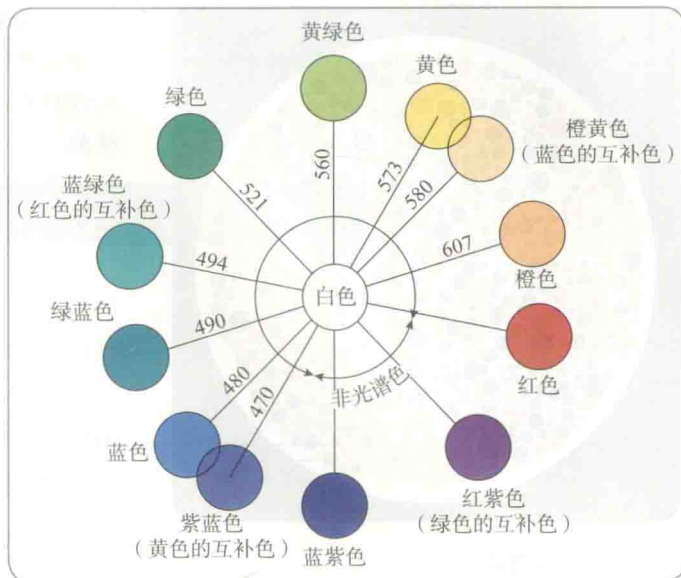 黄绿色
黄色
绿色
橙黄色
（蓝色的互补色）
蓝绿色
（红色的互补色）
560
573
580
521
607
494
橙色
白色
绿蓝色
490
480
470
非光谱色
红色
蓝色
紫蓝色
（黄色的互补色）
蓝紫色
红紫色
（绿色的互补色）